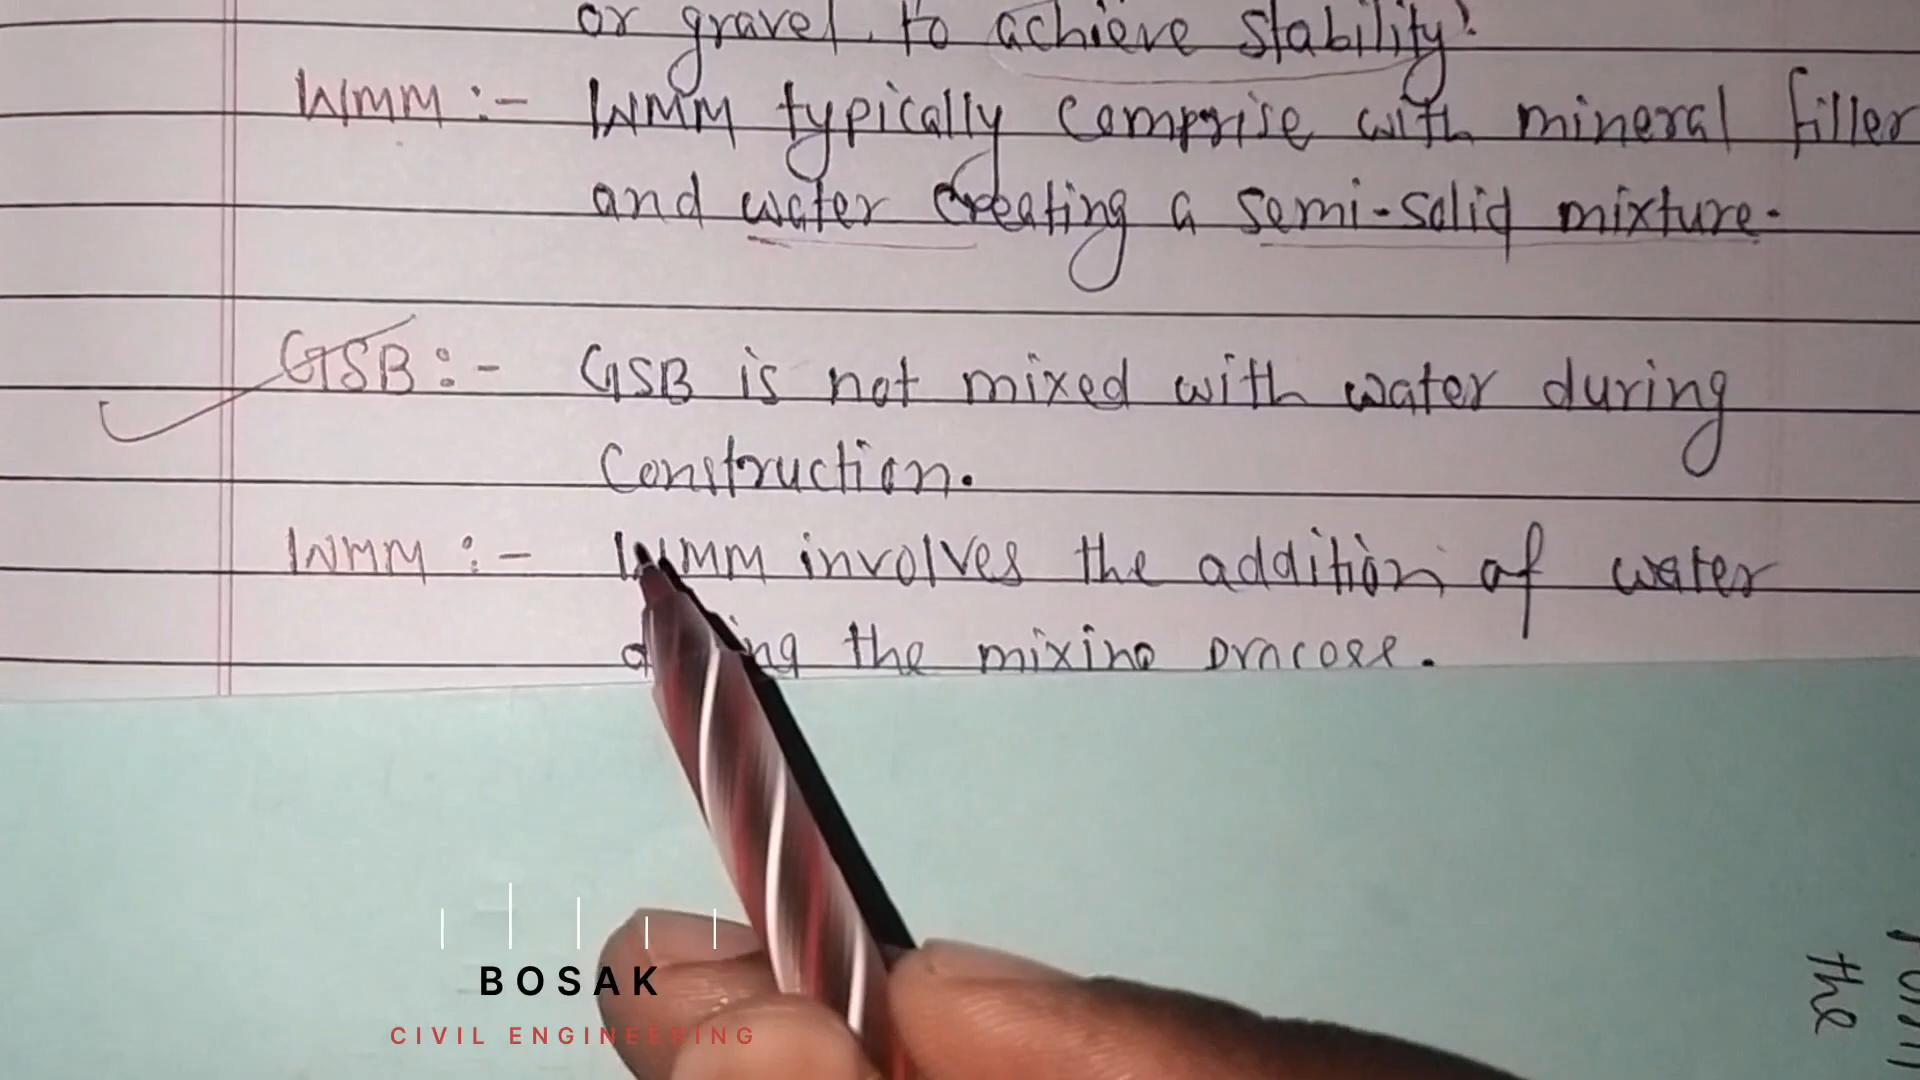 or gravel. to achieve stability.
WMM :- WMM typically comprise with mineral filler
and water creating a semi-solid mixture.
GSB :- GSB is not mixed with water during
Construction.
WMM :- WMM involves the addition of water
the mixing process.
the
BOSAK
CIVIL ENGINEERING